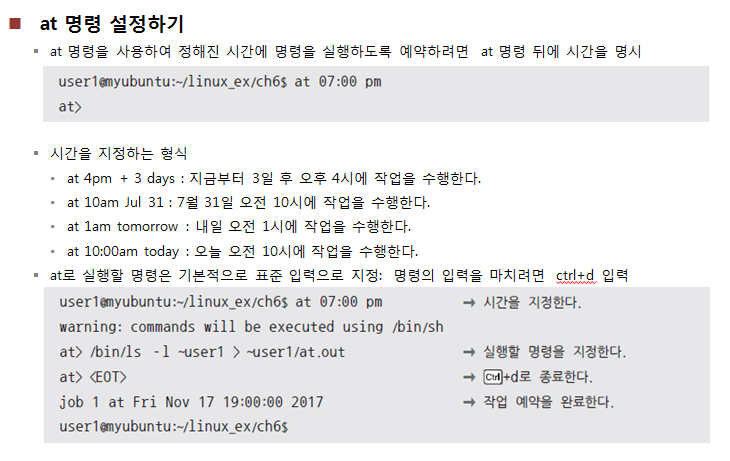 at 명령 설정하기
at 명령을 사용하여 정해진 시간에 명령을 실행하도록 예약하려면 at 명령 뒤에 시간을 명시
user1@myubuntu:~/linux_ex/ch6$ at 07:00 pm
at>
시간을 지정하는 형식
at 4pm + 3 days : 지금부터 3일 후 오후 4시에 작업을 수행한다.
at 10am Jul 31 : 7월 31일 오전 10시에 작업을 수행한다.
at 1am tomorrow : 내일 오전 1시에 작업을 수행한다.
at 10:00am today : 오늘 오전 10시에 작업을 수행한다.
at로 실행할 명령은 기본적으로 표준 입력으로 지정: 명령의 입력을 마치려면 ctrl+d 입력
user1@myubuntu:~/linux_ex/ch6$ at 07:00 pm → 시간을 지정한다.
warning: commands will be executed using /bin/sh
at> /bin/ls -l ~user1 > ~user1/at.out → 실행할 명령을 지정한다.
at> <EOT> → Ctrl+d로 종료한다.
job 1 at Fri Nov 17 19:00:00 2017 → 작업 예약을 완료한다.
user1@myubuntu:~/linux_ex/ch6$